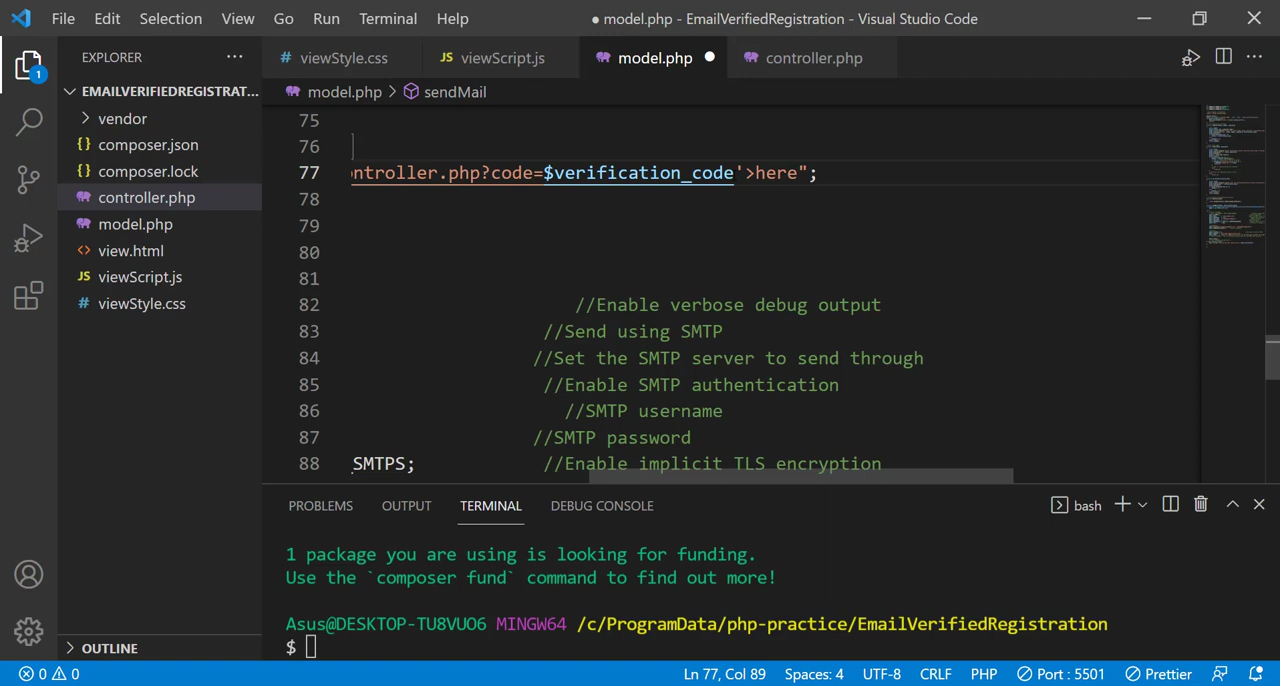 File Edit Selection View Go Run Terminal Help ● model.php - EmailVerifiedRegistration - Visual Studio Code
EXPLORER ...
1
EMAILVERIFIEDREGISTRAT...
vendor
{} composer.json
{} composer.lock
controller.php
model.php
<> view.html
JS viewScript.js
# viewStyle.css
OUTLINE
# viewStyle.css JS viewScript.js model.php ● controller.php ...
model.php > sendMail
75
76
77 ontroller.php?code=$verification_code'>here";
78
79
80
81
82 //Enable verbose debug output
83 //Send using SMTP
84 //Set the SMTP server to send through
85 //Enable SMTP authentication
86 //SMTP username
87 //SMTP password
88 SMTPS; //Enable implicit TLS encryption
PROBLEMS OUTPUT TERMINAL DEBUG CONSOLE bash
1 package you are using is looking for funding.
Use the `composer fund` command to find out more!
Asus@DESKTOP-TU8VUO6 MINGW64 /c/ProgramData/php-practice/EmailVerifiedRegistration
$
0 0 Ln 77, Col 89 Spaces: 4 UTF-8 CRLF PHP Port : 5501 Prettier